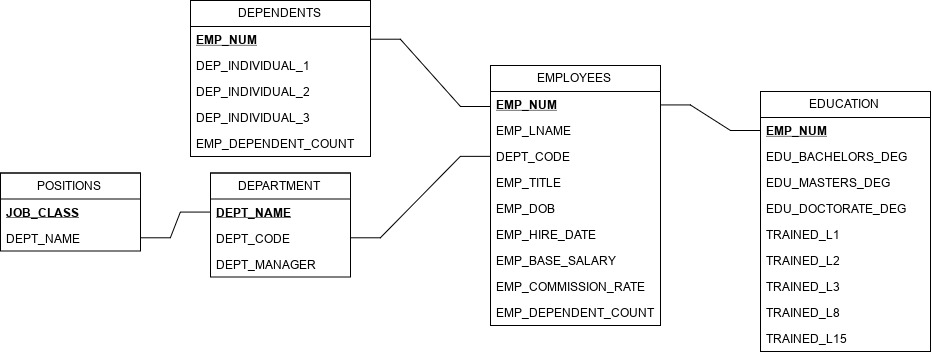 DEPENDENTS
EMP_NUM
DEP_INDIVIDUAL_1
DEP_INDIVIDUAL_2
DEP_INDIVIDUAL_3
EMP_DEPENDENT_COUNT
POSITIONS
JOB_CLASS
DEPT_NAME
DEPARTMENT
DEPT_NAME
DEPT_CODE
DEPT_MANAGER
EMPLOYEES
EMP_NUM
EMP_LNAME
DEPT_CODE
EMP_TITLE
EMP_DOB
EMP_HIRE_DATE
EMP_BASE_SALARY
EMP_COMMISSION_RATE
EMP_DEPENDENT_COUNT
EDUCATION
EMP_NUM
EDU_BACHELORS_DEG
EDU_MASTERS_DEG
EDU_DOCTORATE_DEG
TRAINED_L1
TRAINED_L2
TRAINED_L3
TRAINED_L8
TRAINED_L15